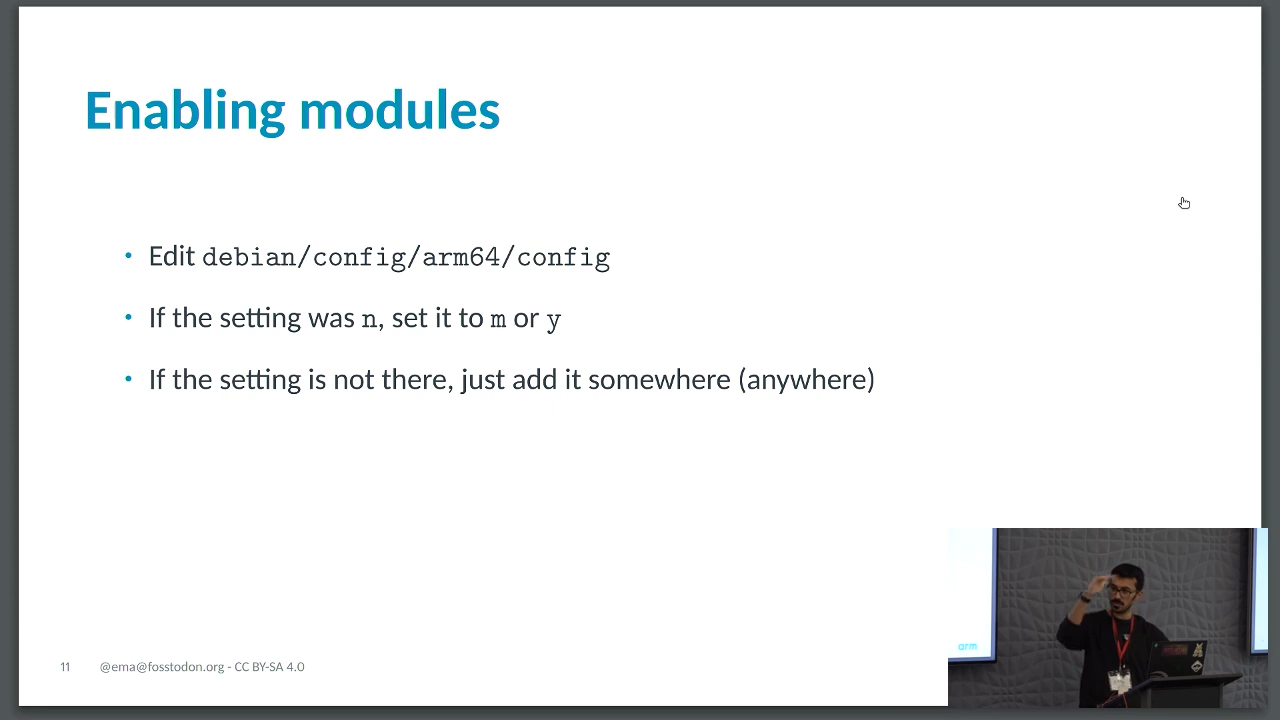 Enabling modules
• Edit debian/config/arm64/config
• If the setting was n, set it to m or y
• If the setting is not there, just add it somewhere (anywhere)
arm
11 @ema@fosstodon.org - CC BY-SA 4.0